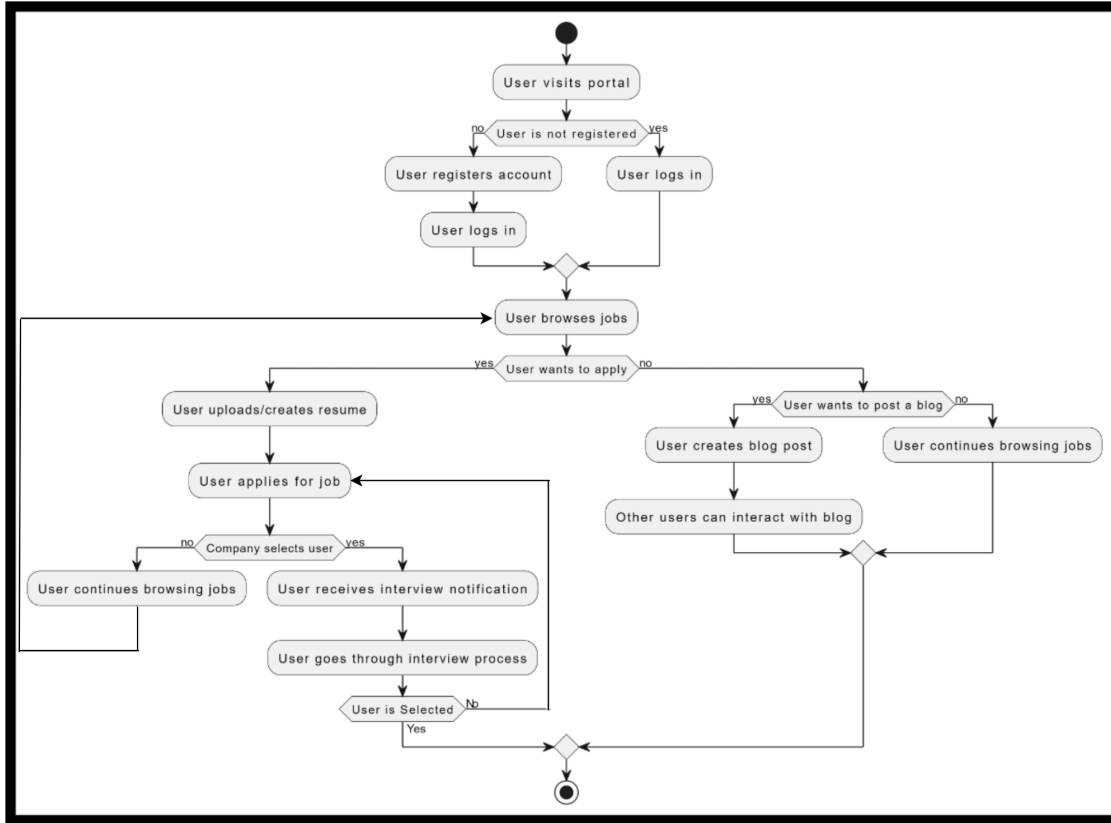 User visits portal
no
User is not registered
yes
User registers account
User logs in
User logs in
User browses jobs
yes
User wants to apply
no
User uploads/creates resume
yes
User wants to post a blog
no
User creates blog post
User continues browsing jobs
User applies for job
Other users can interact with blog
no
Company selects user
yes
User continues browsing jobs
User receives interview notification
User goes through interview process
User is Selected
No
Yes